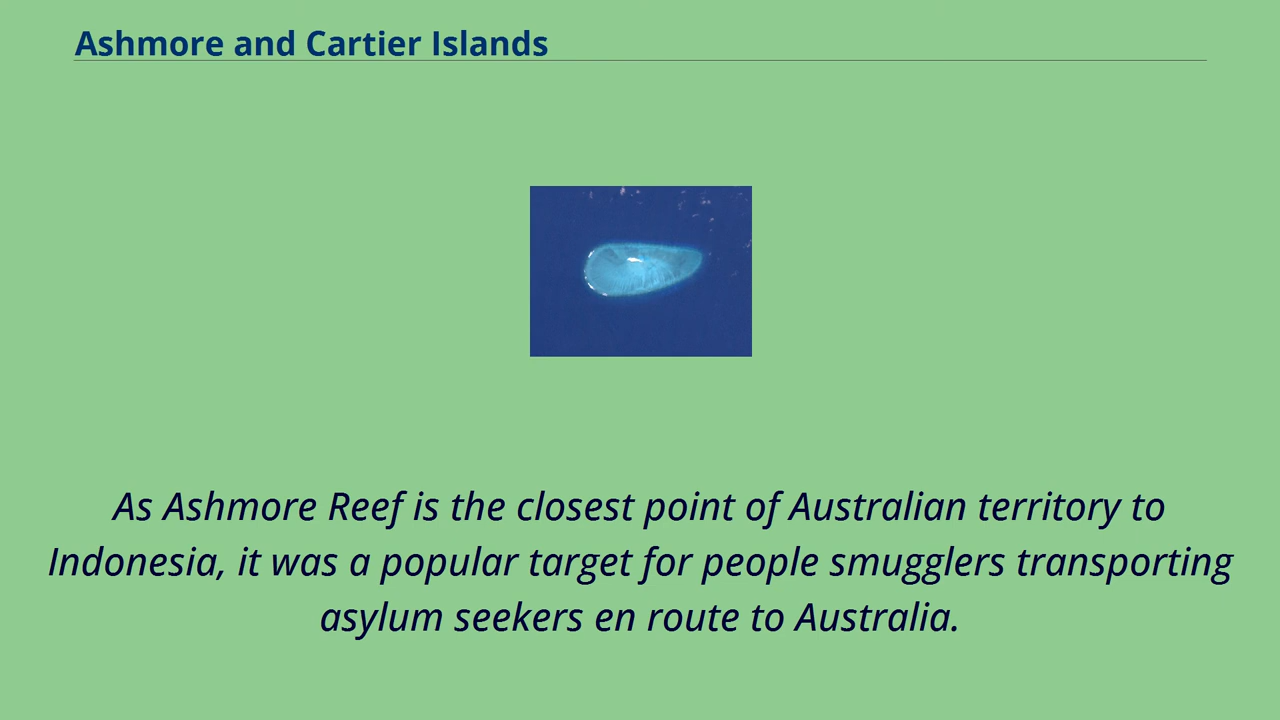 Ashmore and Cartier Islands
As Ashmore Reef is the closest point of Australian territory to
Indonesia, it was a popular target for people smugglers transporting
asylum seekers en route to Australia.